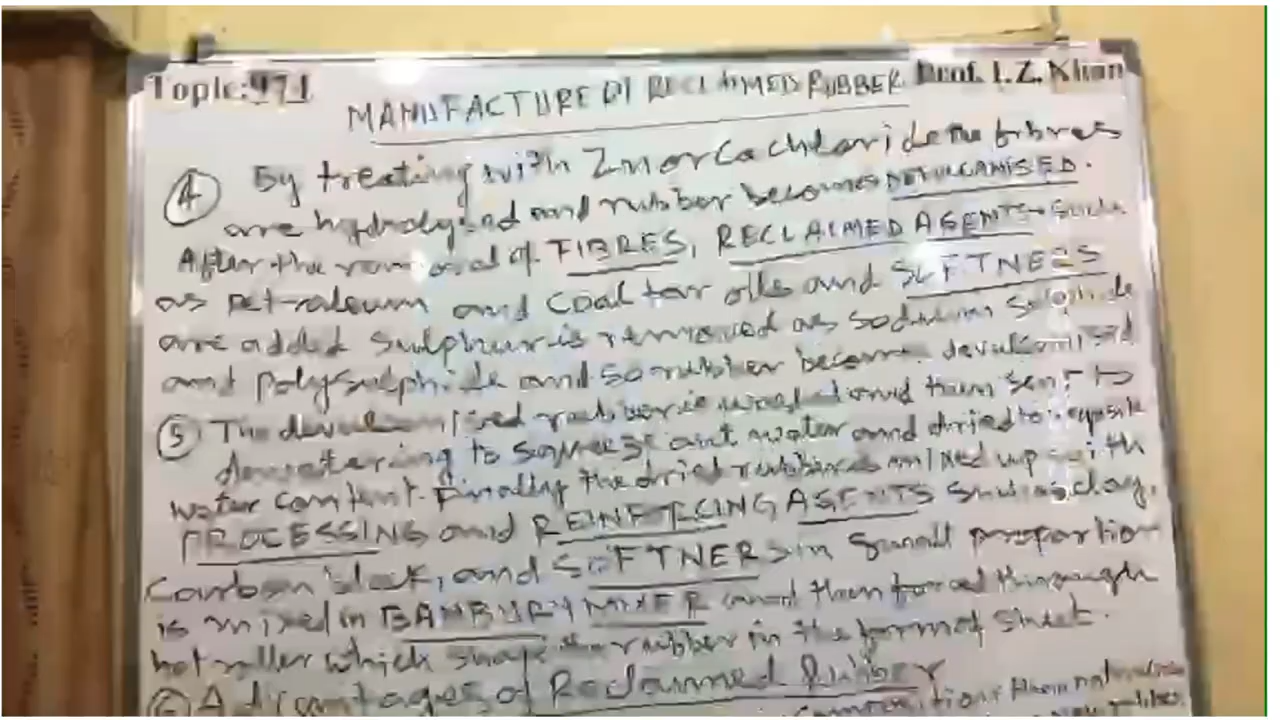 Topic:971
MANUFACTURE OF RECLAIMED RUBBER
Prof. I.Z. Khan
④ By treating with Zn or Ca chloride the fibres
are hydrolysed and rubber becomes DEVULCANISED.
After the removal of FIBRES, RECLAIMED AGENTS such
as petroleum and coal tar oils and SOFTNERS
are added sulphur is removed as sodium sulphide
and polysulphide and so rubber become devulcanised
⑤ The devulcanised rubber is washed and then sent to
dewatering to squeeze out water and dried to
water content. Finally the dried rubber is mixed up with
PROCESSING and REINFORCING AGENTS such as clay,
Carbon black, and SOFTNERS in small proportion
is mixed in BANBURY MIXER and then forced through
hot roller which shape the rubber in the form of sheet.
Advantages of Reclaimed Rubber